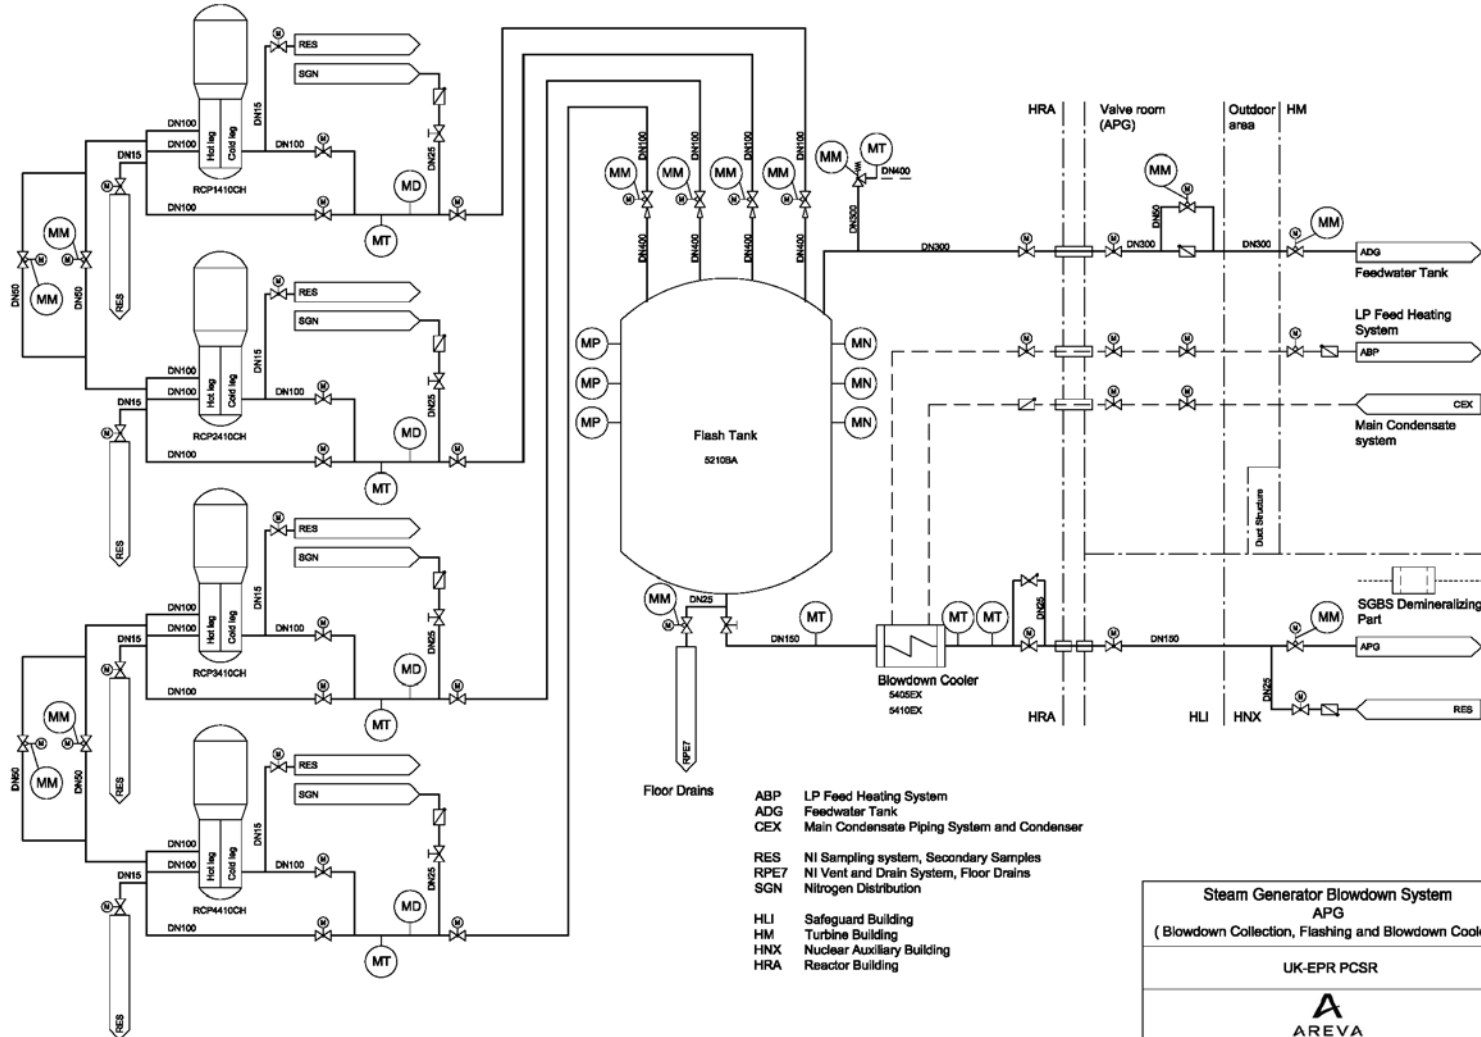 RES
SGN
DN15
DN100
DN100
DN15
Hot leg
Cold leg
DN100
DN25
RCP1410CH
M
MD
DN100
MT
RES
DN50
MM
MM
DN50
RES
SGN
DN15
DN100
DN100
DN15
Hot leg
Cold leg
DN100
DN25
RCP2410CH
M
MD
DN100
MT
RES
RES
SGN
DN15
DN100
DN100
DN15
Hot leg
Cold leg
DN100
DN25
RCP3410CH
M
MD
DN100
MT
RES
DN50
MM
MM
DN50
RES
SGN
DN15
DN100
DN100
DN15
Hot leg
Cold leg
DN100
DN25
RCP4410CH
M
MD
DN100
MT
RES
DN100
DN100
DN100
DN100
MM
MM
MM
MM
DN400
DN400
DN400
DN400
MM
MT
DN400
DN300
DN300
MP
MP
MP
MN
MN
MN
Flash Tank
5210BA
HRA
Valve room
(APG)
Outdoor
area
HM
MM
DN50
DN300
DN300
MM
ADG
Feedwater Tank
LP Feed Heating
System
ABP
CEX
Main Condensate
system
Duct Structure
SGBS Demineralizing
Part
MM
DN25
MM
RPE7
Floor Drains
DN150
MT
Blowdown Cooler
5405EX
5410EX
MT
MT
DN25
DN150
APG
DN25
RES
HRA
HLI
HNX
ABP LP Feed Heating System
ADG Feedwater Tank
CEX Main Condensate Piping System and Condenser
RES NI Sampling system, Secondary Samples
RPE7 NI Vent and Drain System, Floor Drains
SGN Nitrogen Distribution
HLI Safeguard Building
HM Turbine Building
HNX Nuclear Auxiliary Building
HRA Reactor Building
Steam Generator Blowdown System
APG
( Blowdown Collection, Flashing and Blowdown Coole
UK-EPR PCSR
AREVA